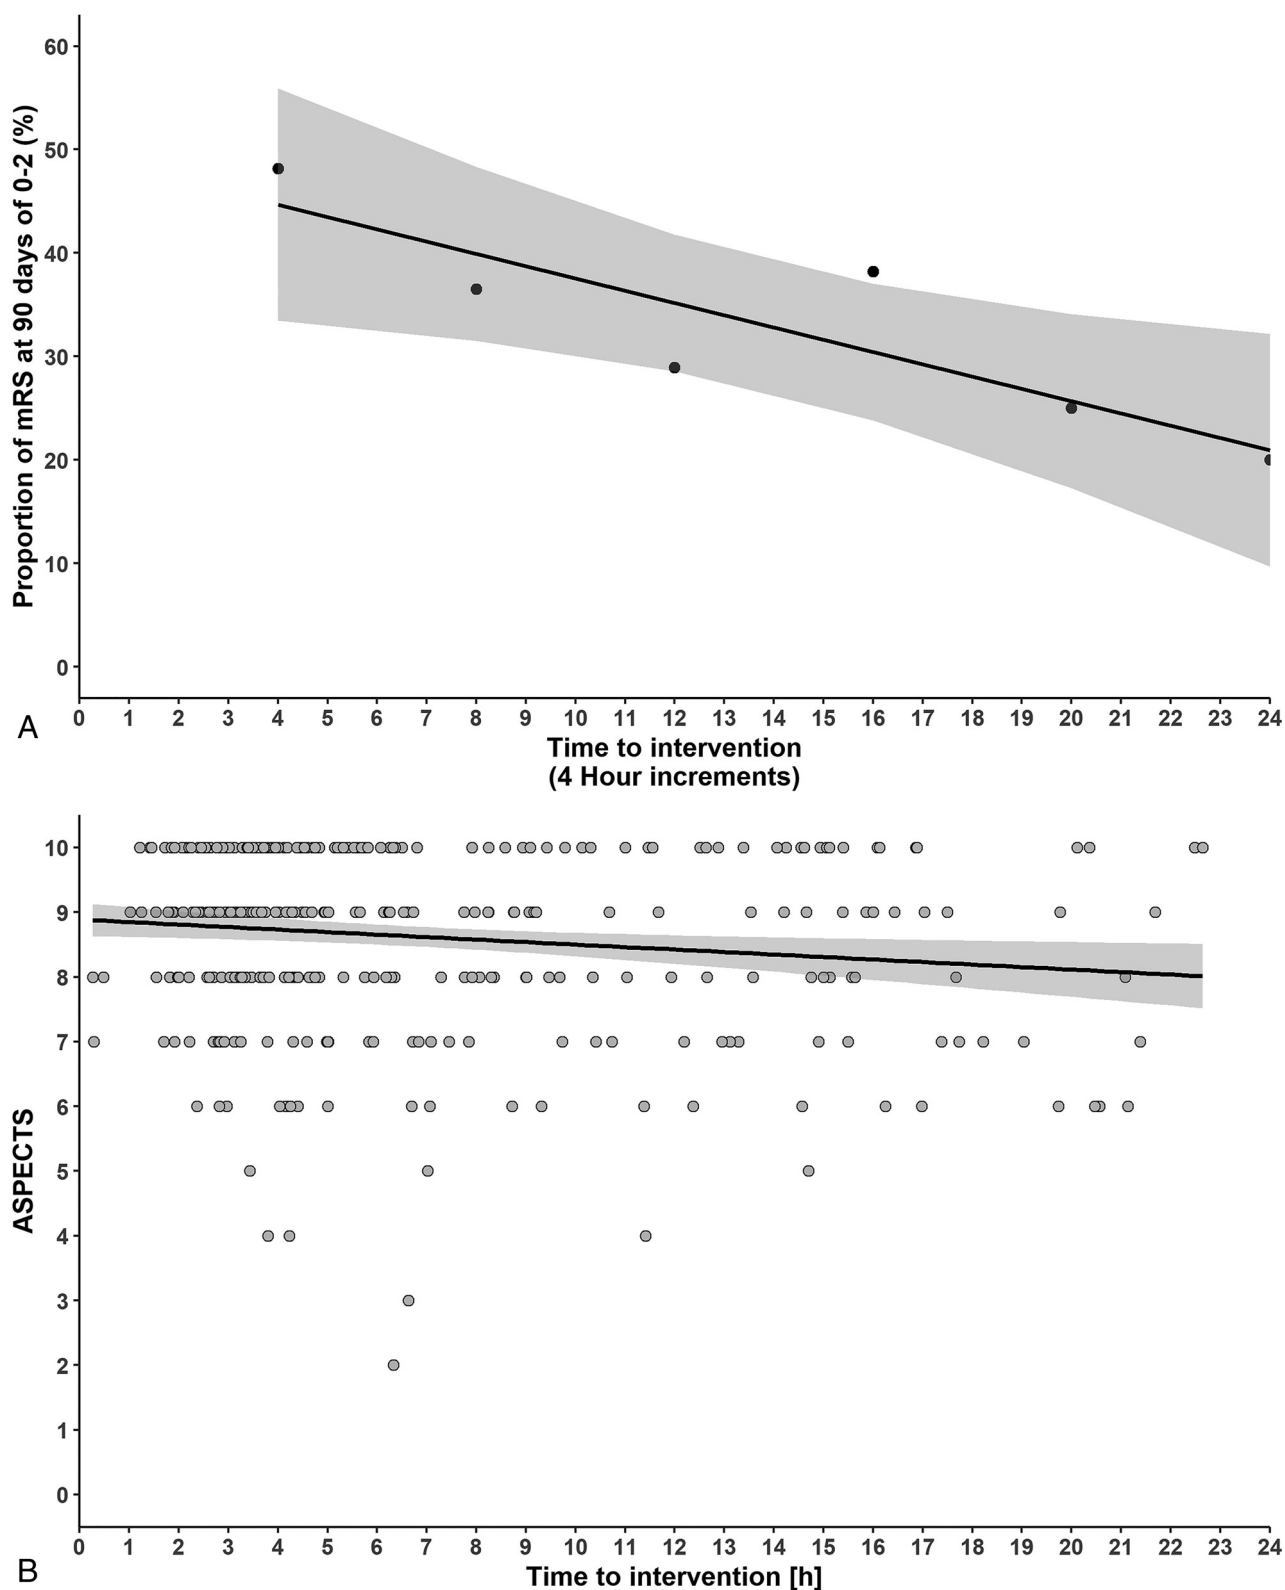 Proportion of mRS at 90 days of 0-2 (%)
60
50
40
30
20
10
0
0 1 2 3 4 5 6 7 8 9 10 11 12 13 14 15 16 17 18 19 20 21 22 23 24
A
Time to intervention
(4 Hour increments)
ASPECTS
10
9
8
7
6
5
4
3
2
1
0
0 1 2 3 4 5 6 7 8 9 10 11 12 13 14 15 16 17 18 19 20 21 22 23 24
B
Time to intervention [h]